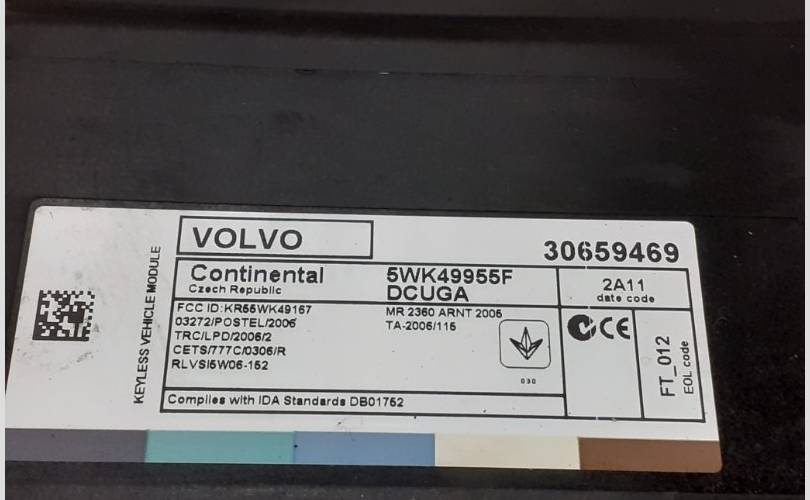 VOLVO
30659469
Continental
Czech Republic
5WK49955F
DCUGA
2A11
date code
FCC ID:KR55WK49167
03272/POSTEL/2006
TRC/LPD/2006/2
CETS/777C/0306/R
RLVSI5W06-152
MR 2360 ARNT 2006
TA-2006/115
030
CE
FT_012
EOL code
Complies with IDA Standards DB01752
KEYLESS VEHICLE MODULE